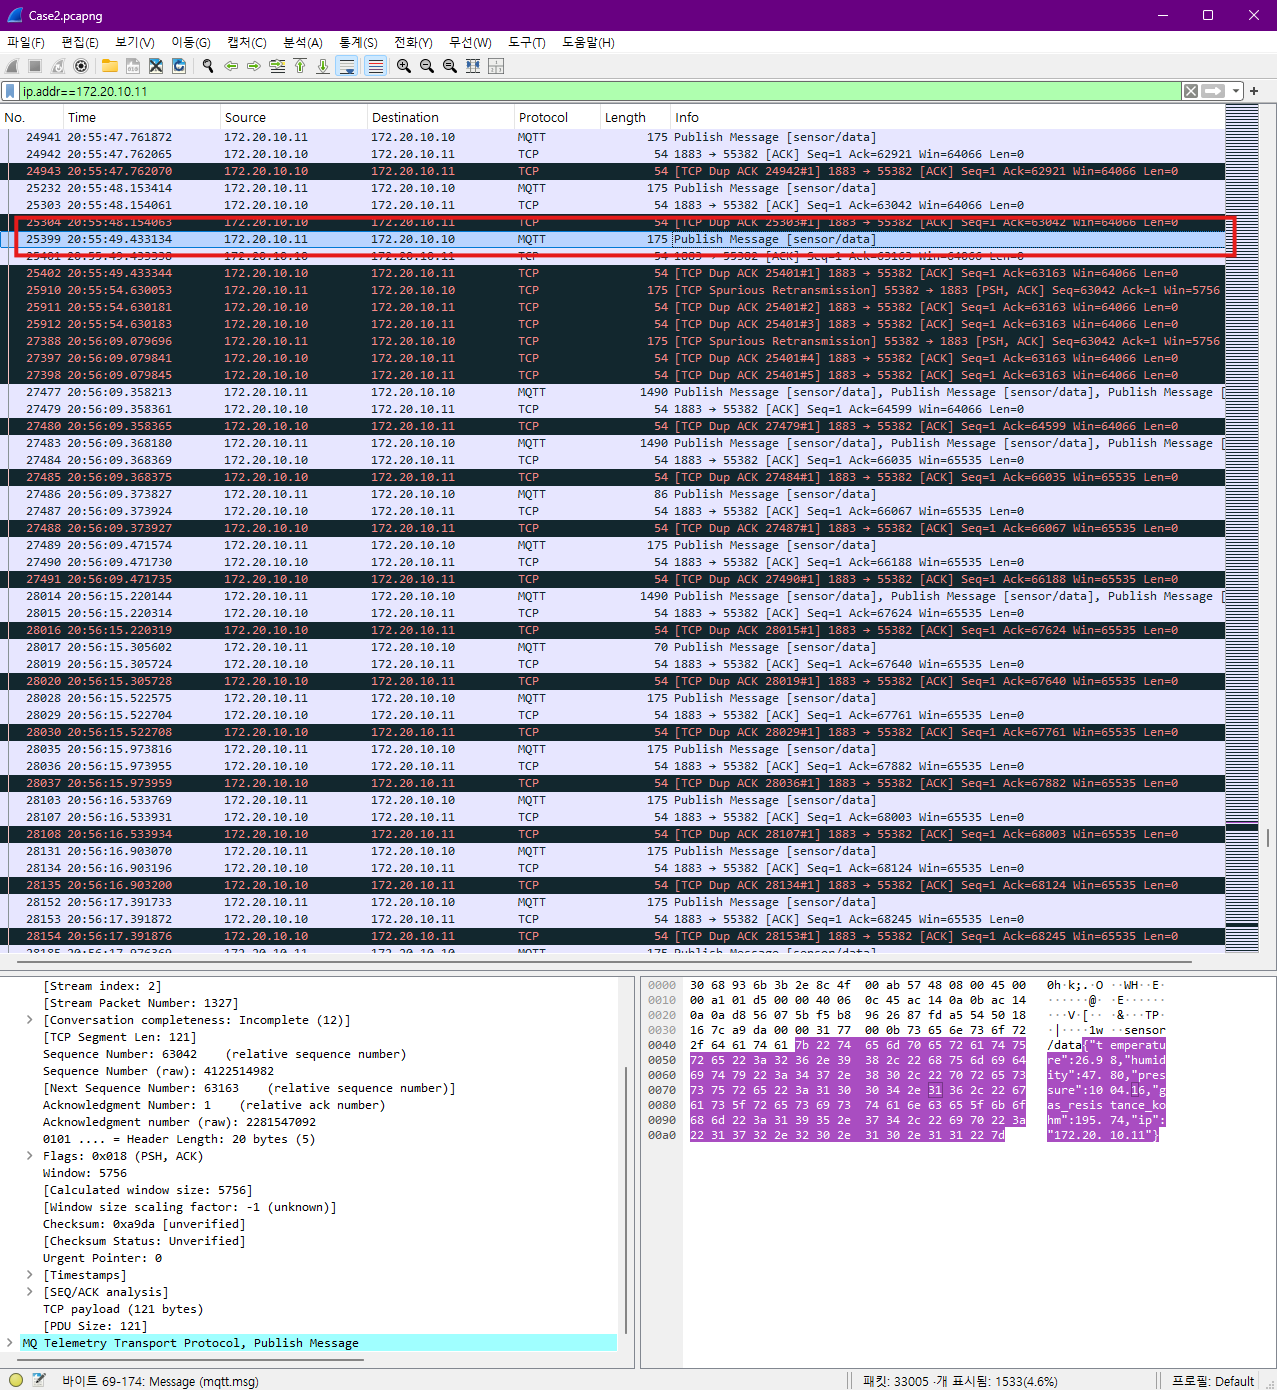 Case2.pcapng
파일(F) 편집(E) 보기(V) 이동(G) 캡처(C) 분석(A) 통계(S) 전화(Y) 무선(W) 도구(T) 도움말(H)
ip.addr==172.20.10.11
No. Time Source Destination Protocol Length Info
24941 20:55:47.761872 172.20.10.11 172.20.10.10 MQTT 175 Publish Message [sensor/data]
24942 20:55:47.762065 172.20.10.10 172.20.10.11 TCP 54 1883 → 55382 [ACK] Seq=1 Ack=62921 Win=64066 Len=0
24943 20:55:47.762070 172.20.10.10 172.20.10.11 TCP 54 [TCP Dup ACK 24942#1] 1883 → 55382 [ACK] Seq=1 Ack=62921 Win=64066 Len=0
25232 20:55:48.153414 172.20.10.11 172.20.10.10 MQTT 175 Publish Message [sensor/data]
25303 20:55:48.154061 172.20.10.10 172.20.10.11 TCP 54 1883 → 55382 [ACK] Seq=1 Ack=63042 Win=64066 Len=0
25304 20:55:48.154063 172.20.10.10 172.20.10.11 TCP 54 [TCP Dup ACK 25303#1] 1883 → 55382 [ACK] Seq=1 Ack=63042 Win=64066 Len=0
25399 20:55:49.433134 172.20.10.11 172.20.10.10 MQTT 175 Publish Message [sensor/data]
25401 20:55:49.433338 172.20.10.10 172.20.10.11 TCP 54 1883 → 55382 [ACK] Seq=1 Ack=63163 Win=64066 Len=0
25402 20:55:49.433344 172.20.10.10 172.20.10.11 TCP 54 [TCP Dup ACK 25401#1] 1883 → 55382 [ACK] Seq=1 Ack=63163 Win=64066 Len=0
25910 20:55:54.630053 172.20.10.11 172.20.10.10 TCP 175 [TCP Spurious Retransmission] 55382 → 1883 [PSH, ACK] Seq=63042 Ack=1 Win=5756
25911 20:55:54.630181 172.20.10.10 172.20.10.11 TCP 54 [TCP Dup ACK 25401#2] 1883 → 55382 [ACK] Seq=1 Ack=63163 Win=64066 Len=0
25912 20:55:54.630183 172.20.10.10 172.20.10.11 TCP 54 [TCP Dup ACK 25401#3] 1883 → 55382 [ACK] Seq=1 Ack=63163 Win=64066 Len=0
27388 20:56:09.079696 172.20.10.11 172.20.10.10 TCP 175 [TCP Spurious Retransmission] 55382 → 1883 [PSH, ACK] Seq=63042 Ack=1 Win=5756
27397 20:56:09.079841 172.20.10.10 172.20.10.11 TCP 54 [TCP Dup ACK 25401#4] 1883 → 55382 [ACK] Seq=1 Ack=63163 Win=64066 Len=0
27398 20:56:09.079845 172.20.10.10 172.20.10.11 TCP 54 [TCP Dup ACK 25401#5] 1883 → 55382 [ACK] Seq=1 Ack=63163 Win=64066 Len=0
27477 20:56:09.358213 172.20.10.11 172.20.10.10 MQTT 1490 Publish Message [sensor/data], Publish Message [sensor/data], Publish Message [
27479 20:56:09.358361 172.20.10.10 172.20.10.11 TCP 54 1883 → 55382 [ACK] Seq=1 Ack=64599 Win=64066 Len=0
27480 20:56:09.358365 172.20.10.10 172.20.10.11 TCP 54 [TCP Dup ACK 27479#1] 1883 → 55382 [ACK] Seq=1 Ack=64599 Win=64066 Len=0
27483 20:56:09.368180 172.20.10.11 172.20.10.10 MQTT 1490 Publish Message [sensor/data], Publish Message [sensor/data], Publish Message [
27484 20:56:09.368369 172.20.10.10 172.20.10.11 TCP 54 1883 → 55382 [ACK] Seq=1 Ack=66035 Win=65535 Len=0
27485 20:56:09.368375 172.20.10.10 172.20.10.11 TCP 54 [TCP Dup ACK 27484#1] 1883 → 55382 [ACK] Seq=1 Ack=66035 Win=65535 Len=0
27486 20:56:09.373827 172.20.10.11 172.20.10.10 MQTT 86 Publish Message [sensor/data]
27487 20:56:09.373924 172.20.10.10 172.20.10.11 TCP 54 1883 → 55382 [ACK] Seq=1 Ack=66067 Win=65535 Len=0
27488 20:56:09.373927 172.20.10.10 172.20.10.11 TCP 54 [TCP Dup ACK 27487#1] 1883 → 55382 [ACK] Seq=1 Ack=66067 Win=65535 Len=0
27489 20:56:09.471574 172.20.10.11 172.20.10.10 MQTT 175 Publish Message [sensor/data]
27490 20:56:09.471730 172.20.10.10 172.20.10.11 TCP 54 1883 → 55382 [ACK] Seq=1 Ack=66188 Win=65535 Len=0
27491 20:56:09.471735 172.20.10.10 172.20.10.11 TCP 54 [TCP Dup ACK 27490#1] 1883 → 55382 [ACK] Seq=1 Ack=66188 Win=65535 Len=0
28014 20:56:15.220144 172.20.10.11 172.20.10.10 MQTT 1490 Publish Message [sensor/data], Publish Message [sensor/data], Publish Message [
28015 20:56:15.220314 172.20.10.10 172.20.10.11 TCP 54 1883 → 55382 [ACK] Seq=1 Ack=67624 Win=65535 Len=0
28016 20:56:15.220319 172.20.10.10 172.20.10.11 TCP 54 [TCP Dup ACK 28015#1] 1883 → 55382 [ACK] Seq=1 Ack=67624 Win=65535 Len=0
28017 20:56:15.305602 172.20.10.11 172.20.10.10 MQTT 70 Publish Message [sensor/data]
28019 20:56:15.305724 172.20.10.10 172.20.10.11 TCP 54 1883 → 55382 [ACK] Seq=1 Ack=67640 Win=65535 Len=0
28020 20:56:15.305728 172.20.10.10 172.20.10.11 TCP 54 [TCP Dup ACK 28019#1] 1883 → 55382 [ACK] Seq=1 Ack=67640 Win=65535 Len=0
28028 20:56:15.522575 172.20.10.11 172.20.10.10 MQTT 175 Publish Message [sensor/data]
28029 20:56:15.522704 172.20.10.10 172.20.10.11 TCP 54 1883 → 55382 [ACK] Seq=1 Ack=67761 Win=65535 Len=0
28030 20:56:15.522708 172.20.10.10 172.20.10.11 TCP 54 [TCP Dup ACK 28029#1] 1883 → 55382 [ACK] Seq=1 Ack=67761 Win=65535 Len=0
28035 20:56:15.973816 172.20.10.11 172.20.10.10 MQTT 175 Publish Message [sensor/data]
28036 20:56:15.973955 172.20.10.10 172.20.10.11 TCP 54 1883 → 55382 [ACK] Seq=1 Ack=67882 Win=65535 Len=0
28037 20:56:15.973959 172.20.10.10 172.20.10.11 TCP 54 [TCP Dup ACK 28036#1] 1883 → 55382 [ACK] Seq=1 Ack=67882 Win=65535 Len=0
28103 20:56:16.533769 172.20.10.11 172.20.10.10 MQTT 175 Publish Message [sensor/data]
28107 20:56:16.533931 172.20.10.10 172.20.10.11 TCP 54 1883 → 55382 [ACK] Seq=1 Ack=68003 Win=65535 Len=0
28108 20:56:16.533934 172.20.10.10 172.20.10.11 TCP 54 [TCP Dup ACK 28107#1] 1883 → 55382 [ACK] Seq=1 Ack=68003 Win=65535 Len=0
28131 20:56:16.903070 172.20.10.11 172.20.10.10 MQTT 175 Publish Message [sensor/data]
28134 20:56:16.903196 172.20.10.10 172.20.10.11 TCP 54 1883 → 55382 [ACK] Seq=1 Ack=68124 Win=65535 Len=0
28135 20:56:16.903200 172.20.10.10 172.20.10.11 TCP 54 [TCP Dup ACK 28134#1] 1883 → 55382 [ACK] Seq=1 Ack=68124 Win=65535 Len=0
28152 20:56:17.391733 172.20.10.11 172.20.10.10 MQTT 175 Publish Message [sensor/data]
28153 20:56:17.391872 172.20.10.10 172.20.10.11 TCP 54 1883 → 55382 [ACK] Seq=1 Ack=68245 Win=65535 Len=0
28154 20:56:17.391876 172.20.10.10 172.20.10.11 TCP 54 [TCP Dup ACK 28153#1] 1883 → 55382 [ACK] Seq=1 Ack=68245 Win=65535 Len=0
[Stream index: 2]
[Stream Packet Number: 1327]
[Conversation completeness: Incomplete (12)]
[TCP Segment Len: 121]
Sequence Number: 63042 (relative sequence number)
Sequence Number (raw): 4122514982
[Next Sequence Number: 63163 (relative sequence number)]
Acknowledgment Number: 1 (relative ack number)
Acknowledgment number (raw): 2281547092
0101 .... = Header Length: 20 bytes (5)
Flags: 0x018 (PSH, ACK)
Window: 5756
[Calculated window size: 5756]
[Window size scaling factor: -1 (unknown)]
Checksum: 0xa9da [unverified]
[Checksum Status: Unverified]
Urgent Pointer: 0
[Timestamps]
[SEQ/ACK analysis]
TCP payload (121 bytes)
[PDU Size: 121]
MQ Telemetry Transport Protocol, Publish Message
0000 30 68 93 6b 3b 2e 8c 4f 00 ab 57 48 08 00 45 00 0h·k;.·O ··WH··E·
0010 00 a1 01 d5 00 00 40 06 0c 45 ac 14 0a 0b ac 14 ······@· ·E······
0020 0a 0a d8 56 07 5b f5 b8 96 26 87 fd a5 54 50 18 ···V·[·· ·&···TP·
0030 16 7c a9 da 00 00 31 77 00 0b 73 65 6e 73 6f 72 ·|····1w ··sensor
0040 2f 64 61 74 61 7b 22 74 65 6d 70 65 72 61 74 75 /data{"t emperatu
0050 72 65 22 3a 32 36 2e 39 38 2c 22 68 75 6d 69 64 re":26.9 8,"humid
0060 69 74 79 22 3a 34 37 2e 38 30 2c 22 70 72 65 73 ity":47. 80,"pres
0070 73 75 72 65 22 3a 31 30 30 34 2e 31 36 2c 22 67 sure":10 04.16,"g
0080 61 73 5f 72 65 73 69 73 74 61 6e 63 65 5f 6b 6f as_resis tance_ko
0090 68 6d 22 3a 31 39 35 2e 37 34 2c 22 69 70 22 3a hm":195. 74,"ip":
00a0 22 31 37 32 2e 32 30 2e 31 30 2e 31 31 22 7d "172.20. 10.11"}
바이트 69-174: Message (mqtt.msg) 패킷: 33005 · 개 표시됨: 1533(4.6%) 프로필: Default